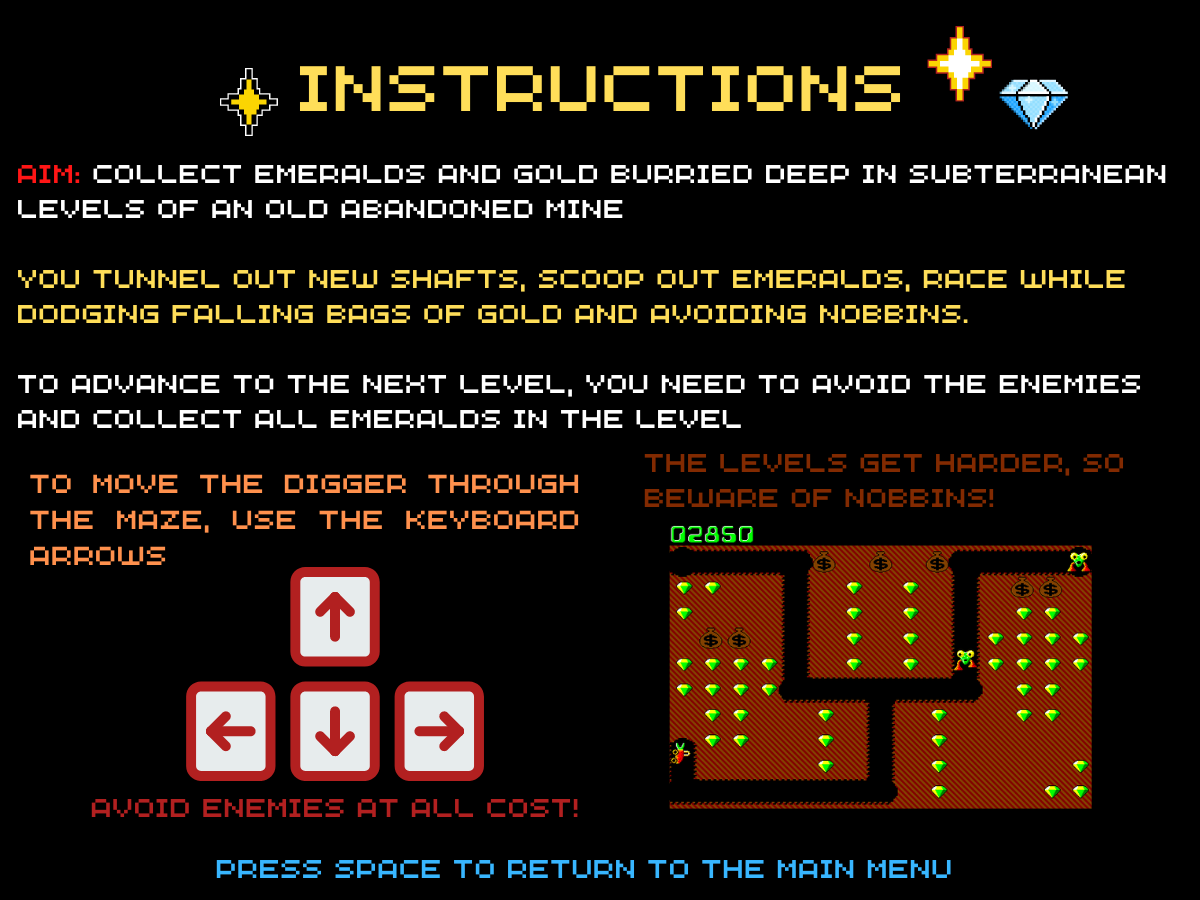 INSTRUCTIONS
AIM: COLLECT EMERALDS AND GOLD BURRIED DEEP IN SUBTERRANEAN
LEVELS OF AN OLD ABANDONED MINE
YOU TUNNEL OUT NEW SHAFTS, SCOOP OUT EMERALDS, RACE WHILE
DODGING FALLING BAGS OF GOLD AND AVOIDING NOBBINS.
TO ADVANCE TO THE NEXT LEVEL, YOU NEED TO AVOID THE ENEMIES
AND COLLECT ALL EMERALDS IN THE LEVEL
TO MOVE THE DIGGER THROUGH
THE MAZE, USE THE KEYBOARD
ARROWS
AVOID ENEMIES AT ALL COST!
THE LEVELS GET HARDER, SO
BEWARE OF NOBBINS!
02850
PRESS SPACE TO RETURN TO THE MAIN MENU